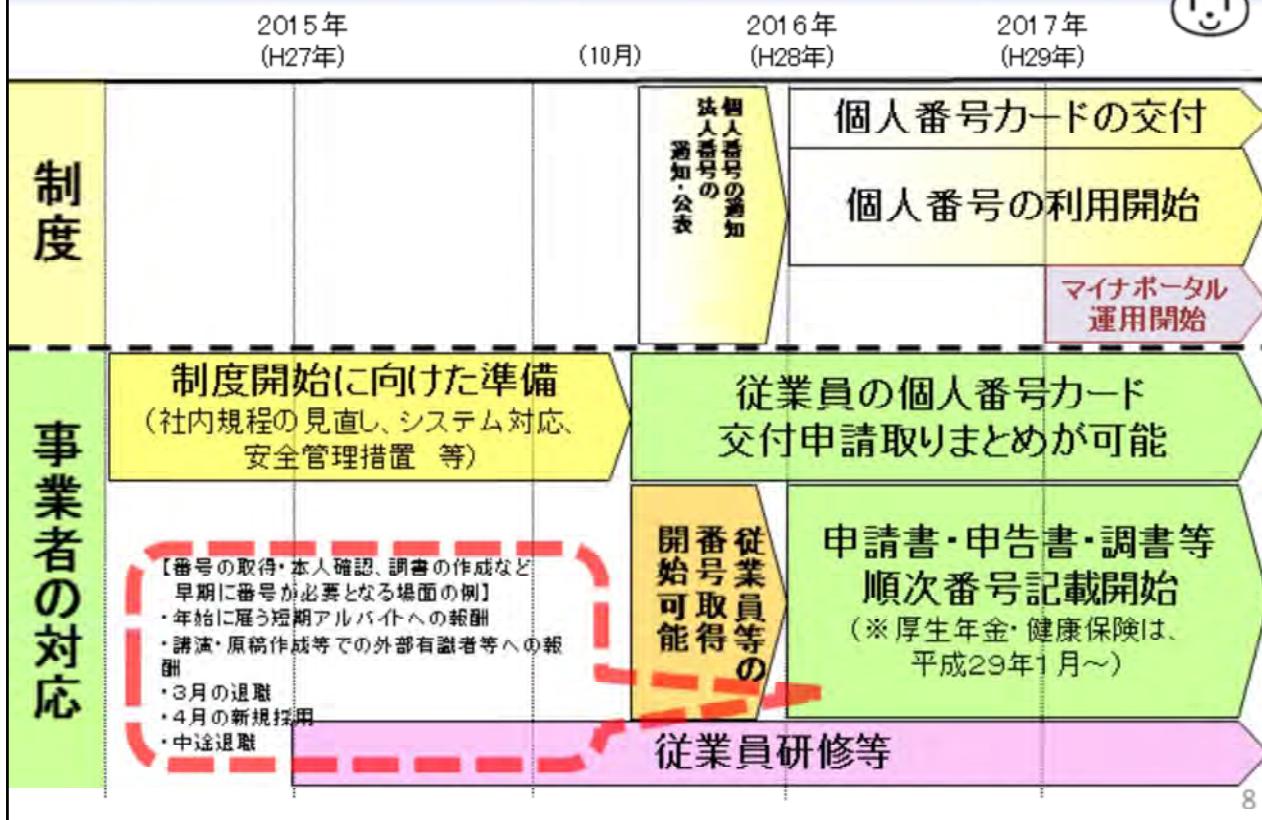 2015年
(H27年)
(10月)
2016年
(H28年)
2017年
(H29年)
制度
個人番号の通知
法人番号の
通知・公表
個人番号カードの交付
個人番号の利用開始
マイナポータル
運用開始
事業者の対応
制度開始に向けた準備
（社内規程の見直し、システム対応、
安全管理措置　等）
従業員の個人番号カード
交付申請取りまとめが可能
【番号の取得・本人確認、調書の作成など
早期に番号が必要となる場面の例】
・年始に雇う短期アルバイトへの報酬
・講演・原稿作成等での外部有識者等への報
酬
・3月の退職
・4月の新規採用
・中途退職
従業員等の
番号取得
開始可能
申請書・申告書・調書等
順次番号記載開始
（※厚生年金・健康保険は、
平成29年1月～）
従業員研修等
8